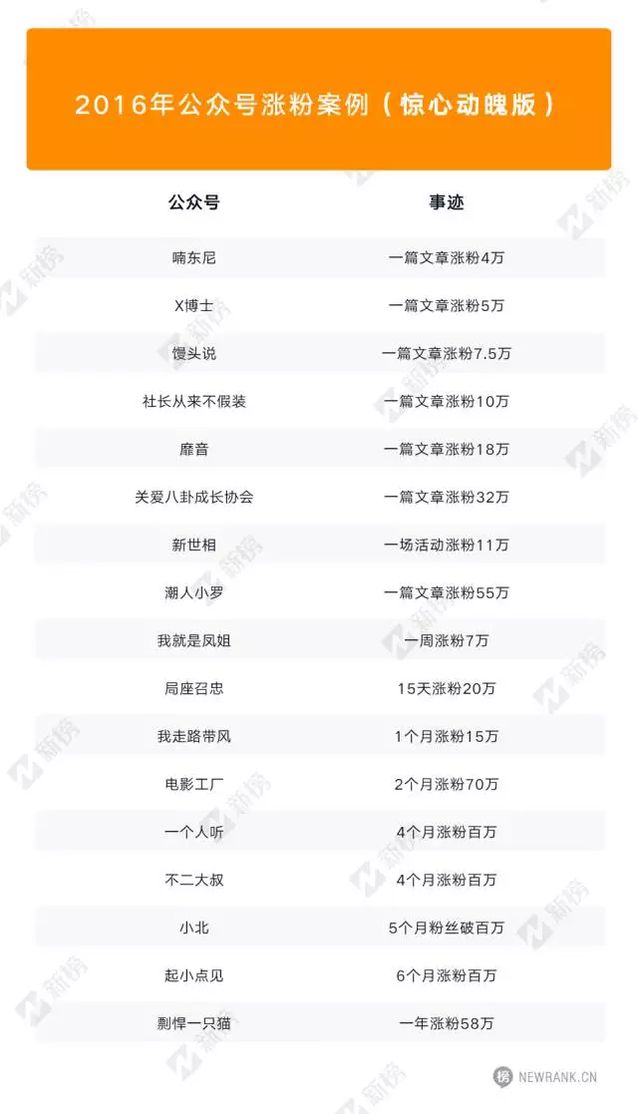 2016年公众号涨粉案例（惊心动魄版）
公众号 事迹
喃东尼 一篇文章涨粉4万
X博士 一篇文章涨粉5万
馒头说 一篇文章涨粉7.5万
社长从来不假装 一篇文章涨粉10万
靡音 一篇文章涨粉18万
关爱八卦成长协会 一篇文章涨粉32万
新世相 一场活动涨粉11万
潮人小罗 一篇文章涨粉55万
我就是凤姐 一周涨粉7万
局座召忠 15天涨粉20万
我走路带风 1个月涨粉15万
电影工厂 2个月涨粉70万
一个人听 4个月涨粉百万
不二大叔 4个月涨粉百万
小北 5个月粉丝破百万
起小点见 6个月涨粉百万
剽悍一只猫 一年涨粉58万
榜 NEWRANK.CN
新榜